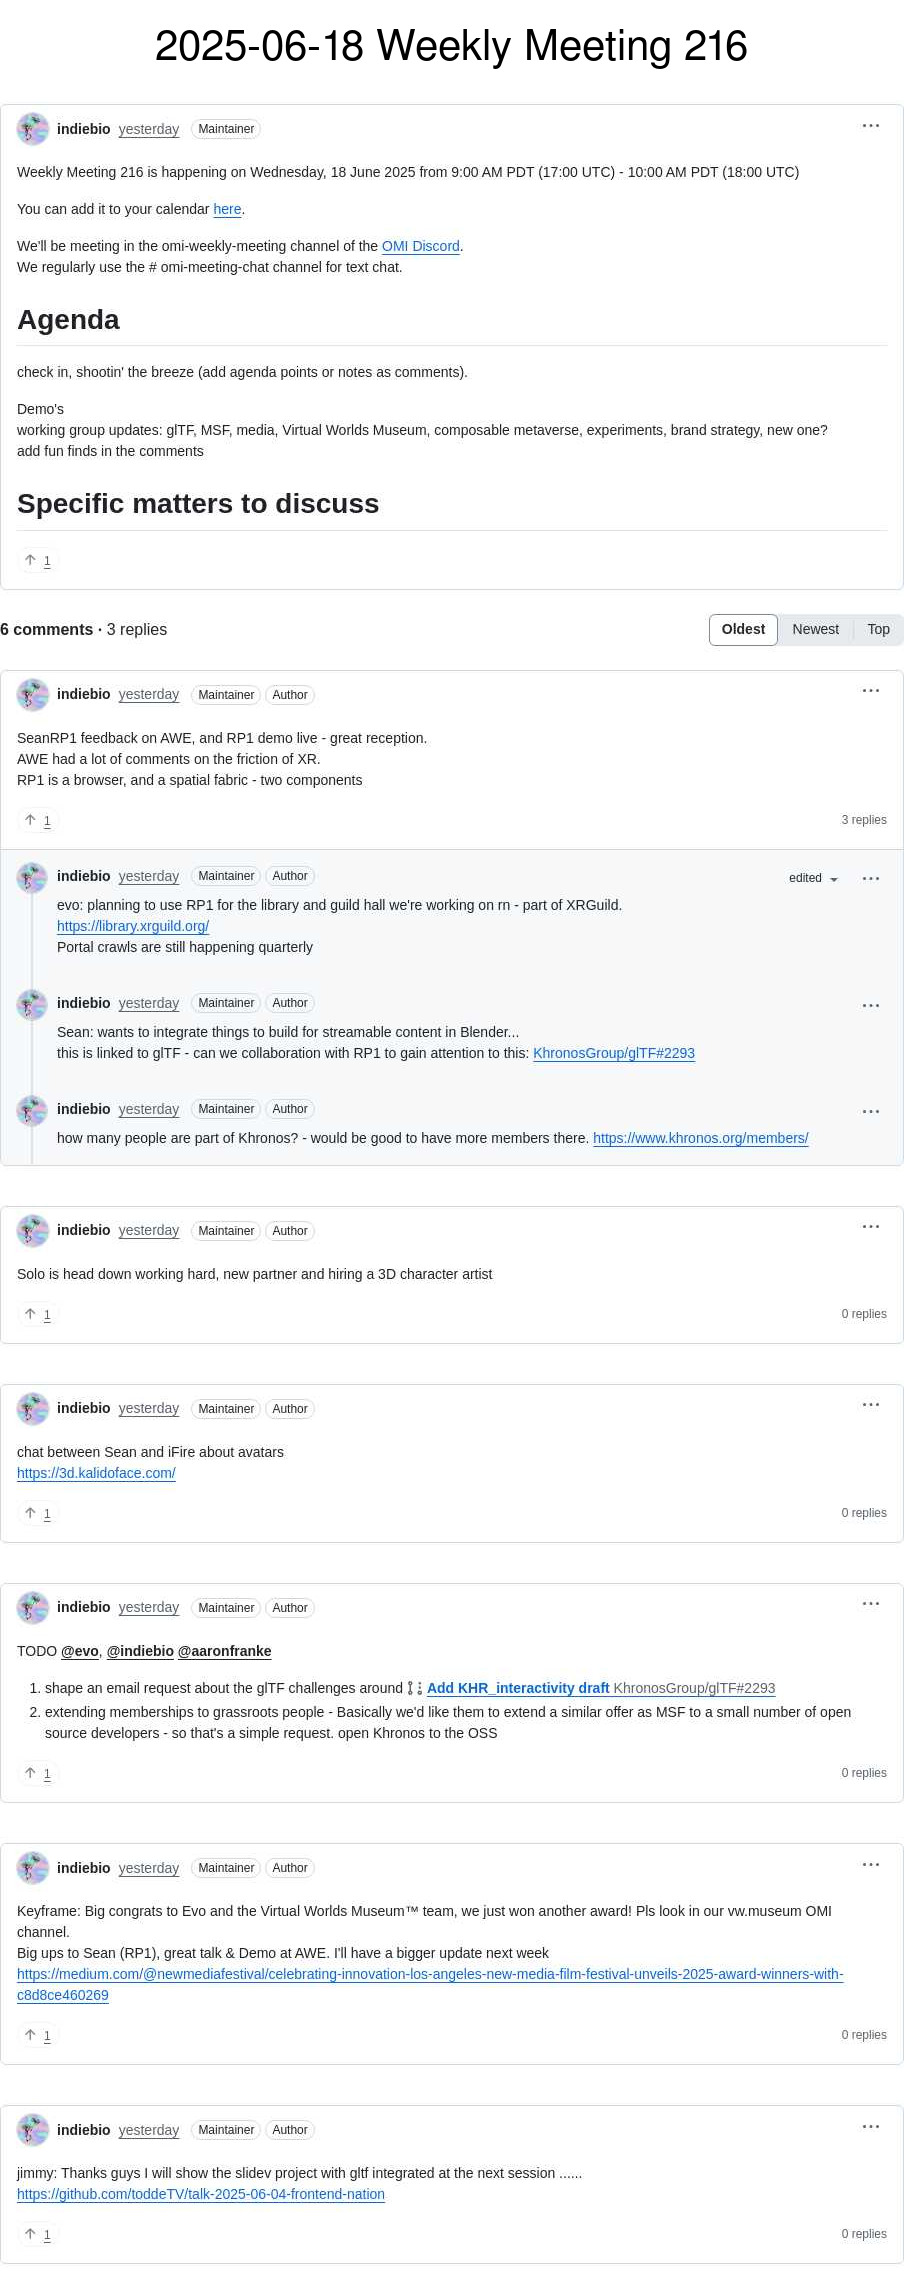 2025-06-18 Weekly Meeting 216
indiebio yesterday Maintainer
Weekly Meeting 216 is happening on Wednesday, 18 June 2025 from 9:00 AM PDT (17:00 UTC) - 10:00 AM PDT (18:00 UTC)
You can add it to your calendar here.
We'll be meeting in the omi-weekly-meeting channel of the OMI Discord.
We regularly use the # omi-meeting-chat channel for text chat.
Agenda
check in, shootin' the breeze (add agenda points or notes as comments).
Demo's
working group updates: glTF, MSF, media, Virtual Worlds Museum, composable metaverse, experiments, brand strategy, new one?
add fun finds in the comments
Specific matters to discuss
1
6 comments · 3 replies
Oldest Newest Top
indiebio yesterday Maintainer Author
SeanRP1 feedback on AWE, and RP1 demo live - great reception.
AWE had a lot of comments on the friction of XR.
RP1 is a browser, and a spatial fabric - two components
1 3 replies
indiebio yesterday Maintainer Author edited
evo: planning to use RP1 for the library and guild hall we're working on rn - part of XRGuild.
https://library.xrguild.org/
Portal crawls are still happening quarterly
indiebio yesterday Maintainer Author
Sean: wants to integrate things to build for streamable content in Blender...
this is linked to glTF - can we collaboration with RP1 to gain attention to this: KhronosGroup/glTF#2293
indiebio yesterday Maintainer Author
how many people are part of Khronos? - would be good to have more members there. https://www.khronos.org/members/
indiebio yesterday Maintainer Author
Solo is head down working hard, new partner and hiring a 3D character artist
1 0 replies
indiebio yesterday Maintainer Author
chat between Sean and iFire about avatars
https://3d.kalidoface.com/
1 0 replies
indiebio yesterday Maintainer Author
TODO @evo, @indiebio @aaronfranke
1. shape an email request about the glTF challenges around Add KHR_interactivity draft KhronosGroup/glTF#2293
2. extending memberships to grassroots people - Basically we'd like them to extend a similar offer as MSF to a small number of open
source developers - so that's a simple request. open Khronos to the OSS
1 0 replies
indiebio yesterday Maintainer Author
Keyframe: Big congrats to Evo and the Virtual Worlds Museum™ team, we just won another award! Pls look in our vw.museum OMI
channel.
Big ups to Sean (RP1), great talk & Demo at AWE. I'll have a bigger update next week
https://medium.com/@newmediafestival/celebrating-innovation-los-angeles-new-media-film-festival-unveils-2025-award-winners-with-
c8d8ce460269
1 0 replies
indiebio yesterday Maintainer Author
jimmy: Thanks guys I will show the slidev project with gltf integrated at the next session ......
https://github.com/toddeTV/talk-2025-06-04-frontend-nation
1 0 replies